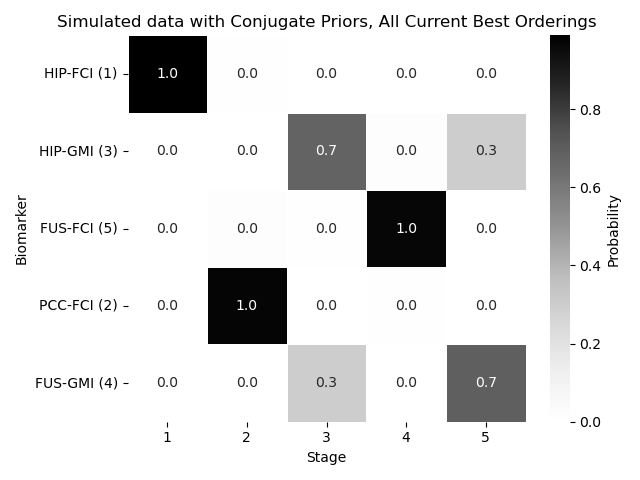 Simulated data with Conjugate Priors, All Current Best Orderings
HIP-FCI (1) 1.0 0.0 0.0 0.0 0.0
HIP-GMI (3) 0.0 0.0 0.7 0.0 0.3
FUS-FCI (5) 0.0 0.0 0.0 1.0 0.0
PCC-FCI (2) 0.0 1.0 0.0 0.0 0.0
FUS-GMI (4) 0.0 0.0 0.3 0.0 0.7
1 2 3 4 5
Stage
Biomarker
0.8
0.6
0.4
0.2
0.0
Probability